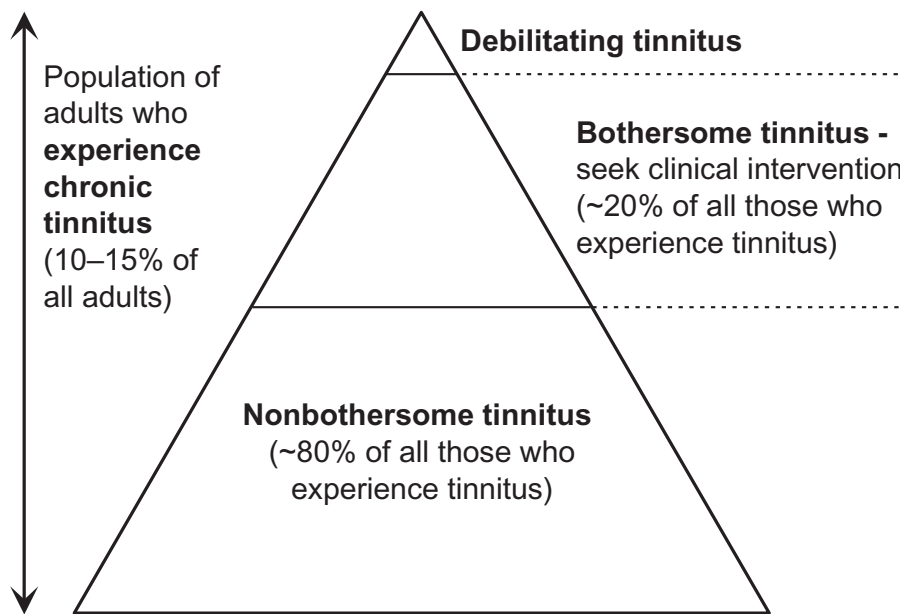 Debilitating tinnitus
Population of
adults who
experience
chronic
tinnitus
(10–15% of
all adults)
Bothersome tinnitus -
seek clinical intervention
(~20% of all those who
experience tinnitus)
Nonbothersome tinnitus
(~80% of all those who
experience tinnitus)